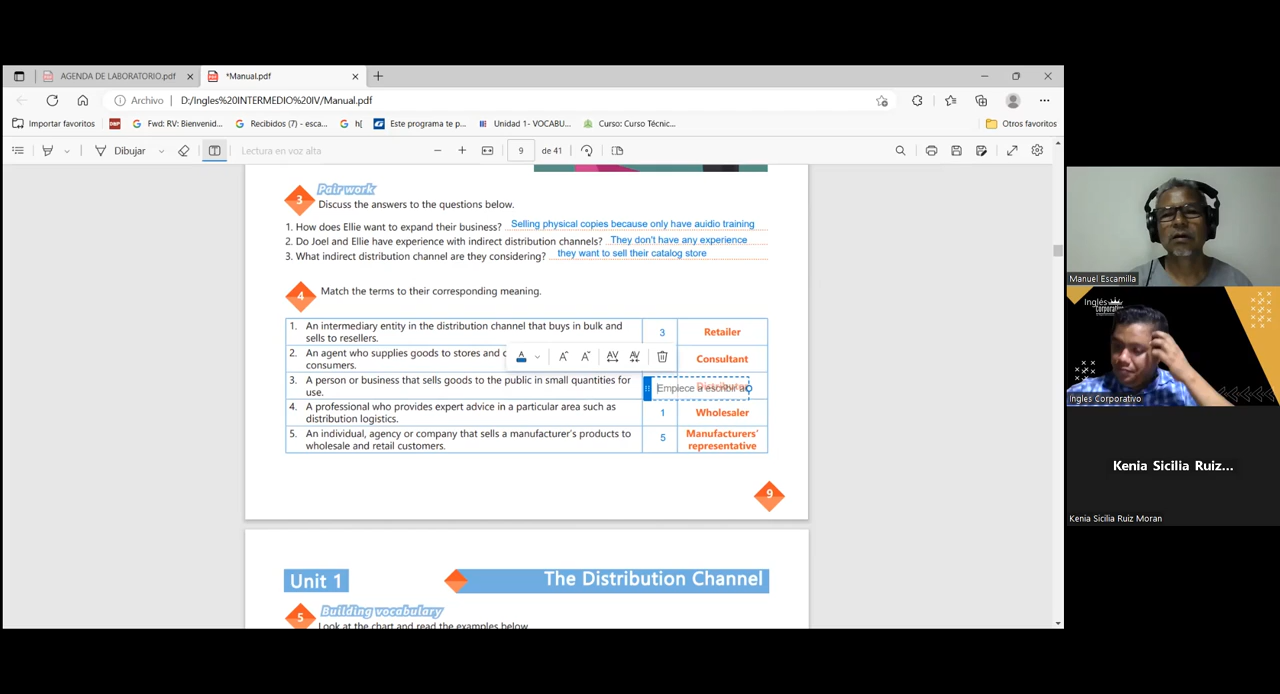 AGENDA DE LABORATORIO.pdf
*Manual.pdf
Archivo
D:/Ingles%20INTERMEDIO%20IV/Manual.pdf
Importar favoritos
Fwd: RV: Bienvenid...
Recibidos (7) - esca...
h[
Este programa te p...
Unidad 1- VOCABU...
Curso: Curso Técnic...
Otros favoritos
Dibujar
Lectura en voz alta
9
de 41
3
Pair work
Discuss the answers to the questions below.
1. How does Ellie want to expand their business? Selling physical copies because only have auidio training
2. Do Joel and Ellie have experience with indirect distribution channels? They don't have any experience
3. What indirect distribution channel are they considering? they want to sell their catalog store
4
Match the terms to their corresponding meaning.
1. An intermediary entity in the distribution channel that buys in bulk and
sells to resellers.
3
Retailer
2. An agent who supplies goods to stores and
consumers.
Consultant
3. A person or business that sells goods to the public in small quantities for
use.
Empiece a escribir a
Distributor
4. A professional who provides expert advice in a particular area such as
distribution logistics.
1
Wholesaler
5. An individual, agency or company that sells a manufacturer's products to
wholesale and retail customers.
5
Manufacturers'
representative
9
Unit 1
The Distribution Channel
5
Building vocabulary
Look at the chart and read the examples below
Manuel Escamilla
Inglés
Corporativo
Ingles Corporativo
Kenia Sicilia Ruiz...
Kenia Sicilia Ruiz Moran